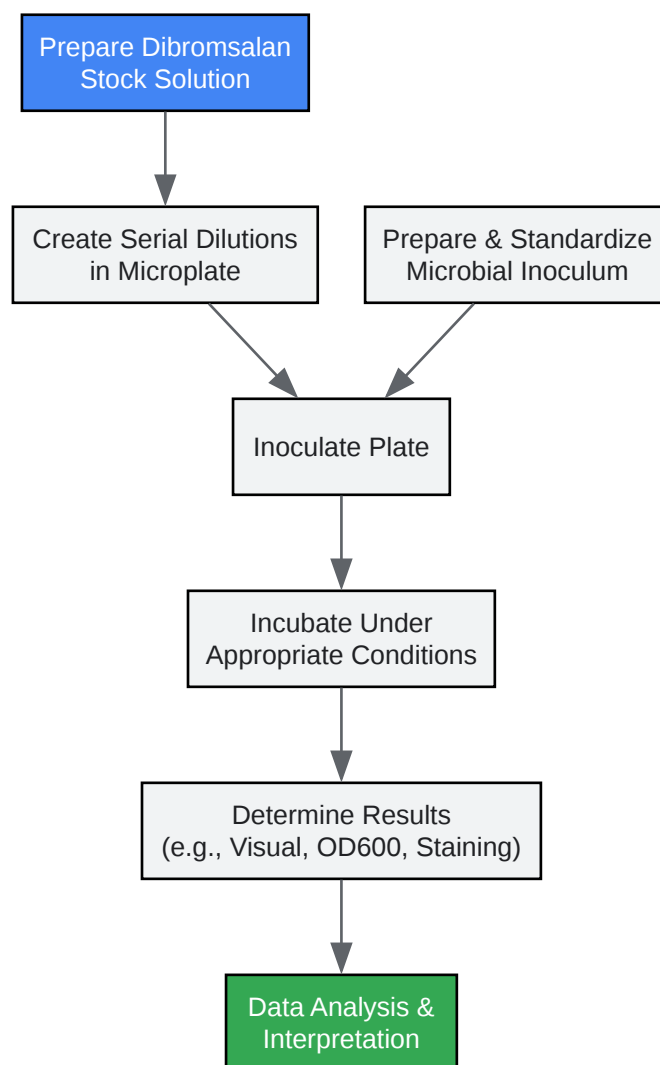 Prepare Dibromsalan
Stock Solution
Create Serial Dilutions
in Microplate
Prepare & Standardize
Microbial Inoculum
Inoculate Plate
Incubate Under
Appropriate Conditions
Determine Results
(e.g., Visual, OD600, Staining)
Data Analysis &
Interpretation